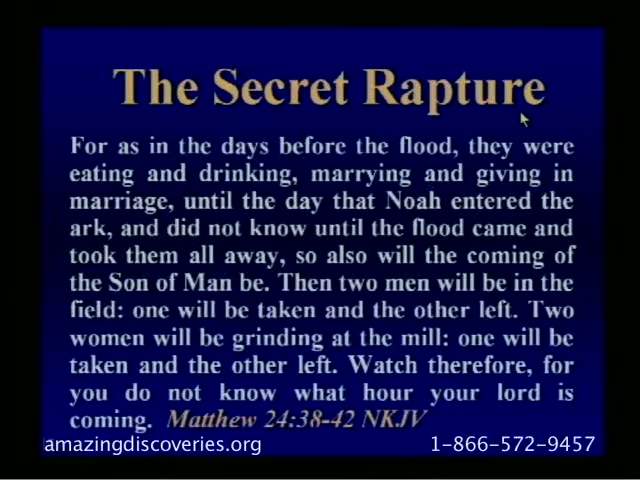 The Secret Rapture
For as in the days before the flood, they were
eating and drinking, marrying and giving in
marriage, until the day that Noah entered the
ark, and did not know until the flood came and
took them all away, so also will the coming of
the Son of Man be. Then two men will be in the
field: one will be taken and the other left. Two
women will be grinding at the mill: one will be
taken and the other left. Watch therefore, for
you do not know what hour your lord is
coming. Matthew 24:38-42 NKJV
amazingdiscoveries.org 1-866-572-9457